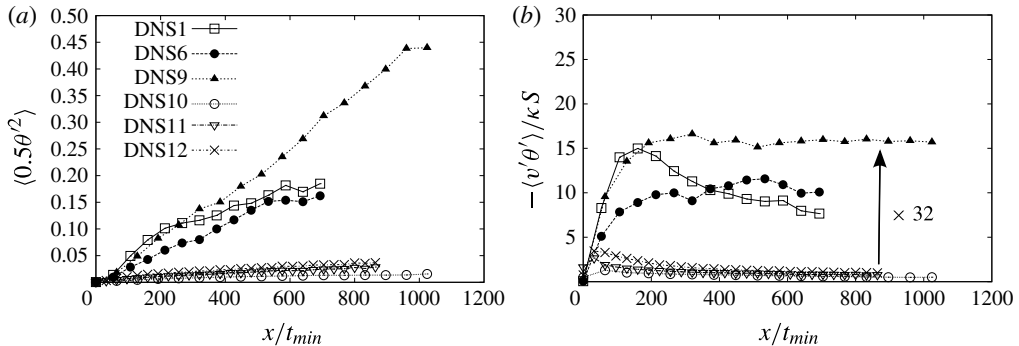 (a)
0.50
0.45
0.40
0.35
0.30
0.25
0.20
0.15
0.10
0.05
0
⟨0.5θ′²⟩
DNS1
DNS6
DNS9
DNS10
DNS11
DNS12
0 200 400 600 800 1000 1200
x/t_min
(b)
30
25
20
15
10
5
0
−⟨v′θ′⟩/κS
× 32
0 200 400 600 800 1000 1200
x/t_min